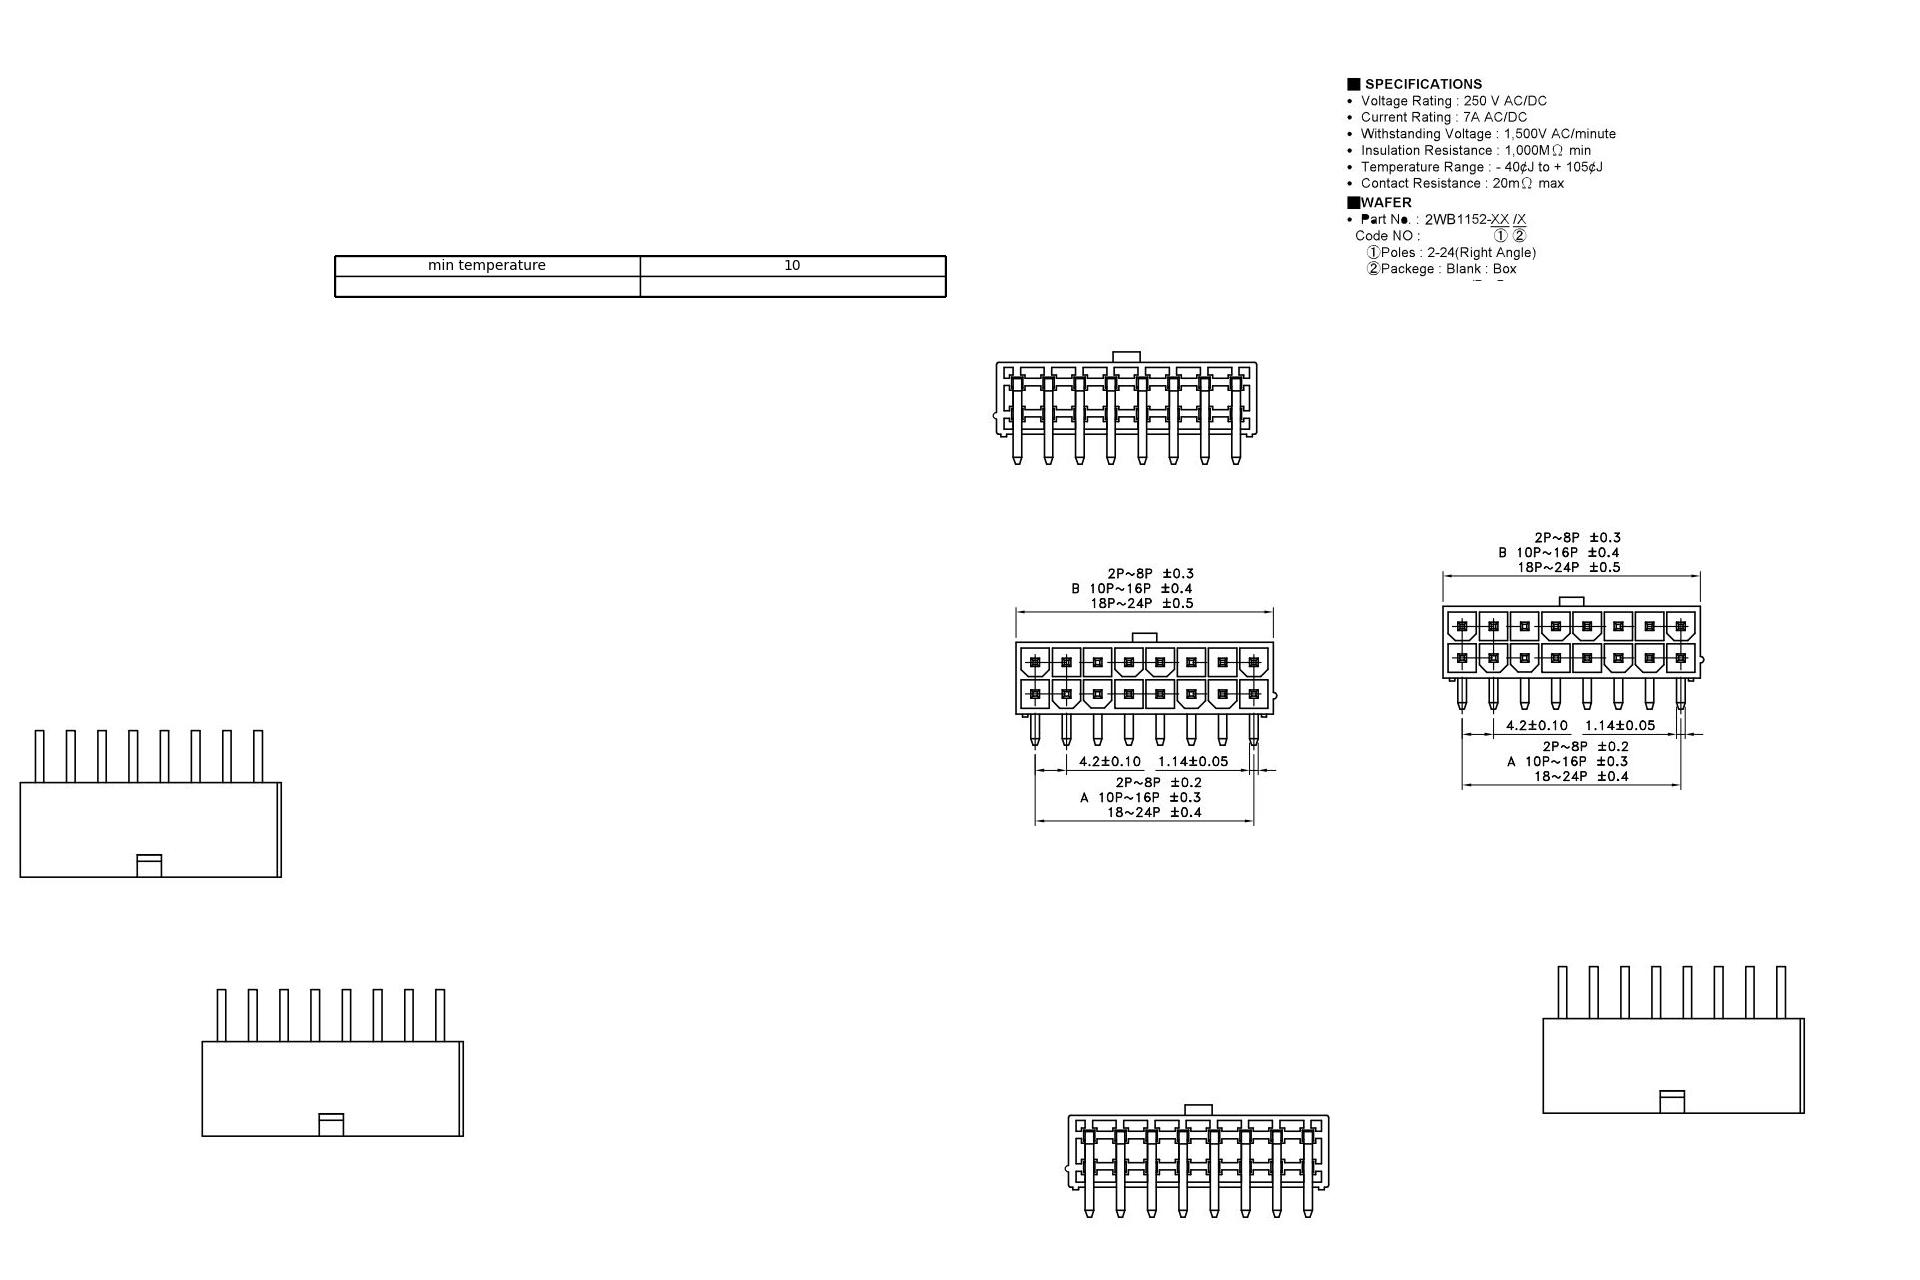 ■ SPECIFICATIONS
• Voltage Rating : 250 V AC/DC
• Current Rating : 7A AC/DC
• Withstanding Voltage : 1,500V AC/minute
• Insulation Resistance : 1,000MΩ min
• Temperature Range : - 40¢J to + 105¢J
• Contact Resistance : 20mΩ max
■WAFER
• Part No. : 2WB1152-XX /X
Code NO : ① ②
①Poles : 2-24(Right Angle)
②Packege : Blank : Box
min temperature 10
2P~8P ±0.3
B 10P~16P ±0.4
18P~24P ±0.5
4.2±0.10 1.14±0.05
2P~8P ±0.2
A 10P~16P ±0.3
18~24P ±0.4
2P~8P ±0.3
B 10P~16P ±0.4
18P~24P ±0.5
4.2±0.10 1.14±0.05
2P~8P ±0.2
A 10P~16P ±0.3
18~24P ±0.4